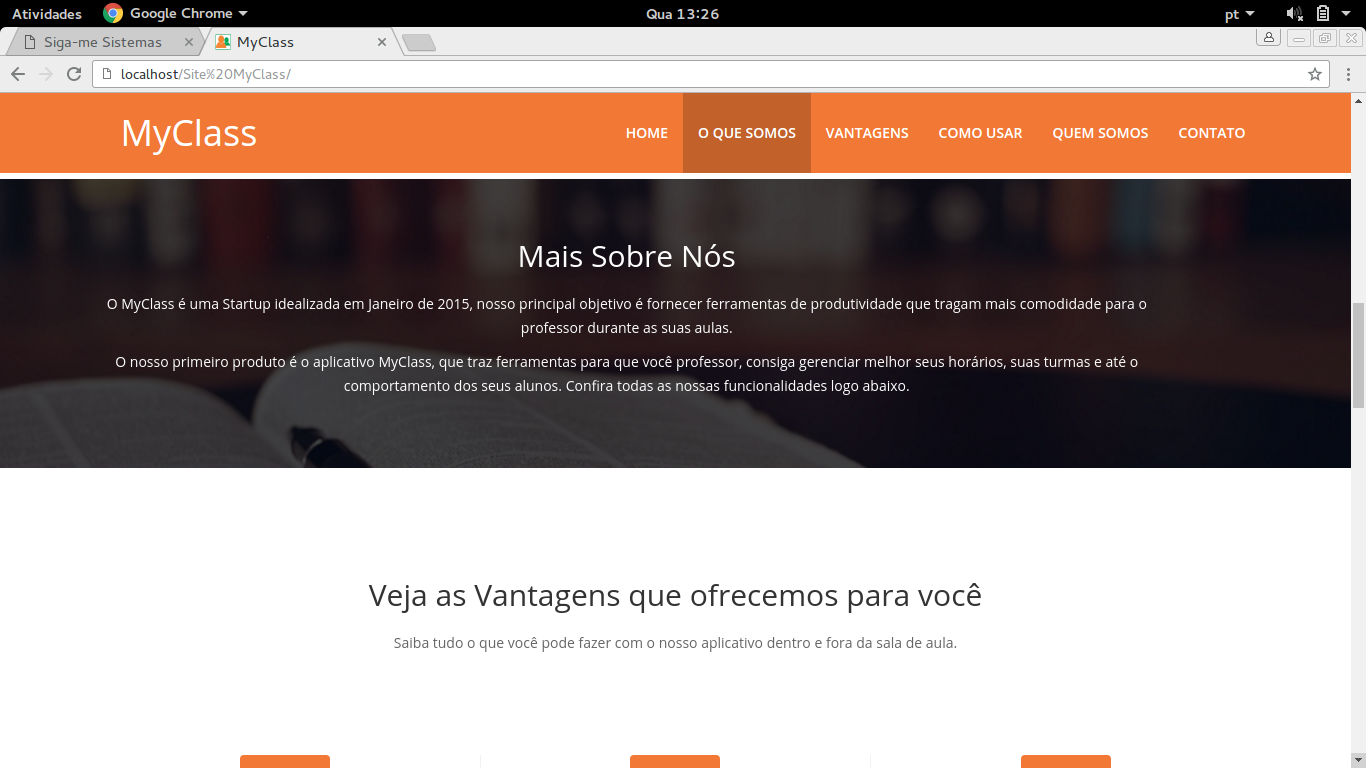 Atividades Google Chrome Qua 13:26 pt
Siga-me Sistemas MyClass
localhost/Site%20MyClass/
MyClass HOME O QUE SOMOS VANTAGENS COMO USAR QUEM SOMOS CONTATO
Mais Sobre Nós
O MyClass é uma Startup idealizada em Janeiro de 2015, nosso principal objetivo é fornecer ferramentas de produtividade que tragam mais comodidade para o
professor durante as suas aulas.
O nosso primeiro produto é o aplicativo MyClass, que traz ferramentas para que você professor, consiga gerenciar melhor seus horários, suas turmas e até o
comportamento dos seus alunos. Confira todas as nossas funcionalidades logo abaixo.
Veja as Vantagens que ofrecemos para você
Saiba tudo o que você pode fazer com o nosso aplicativo dentro e fora da sala de aula.